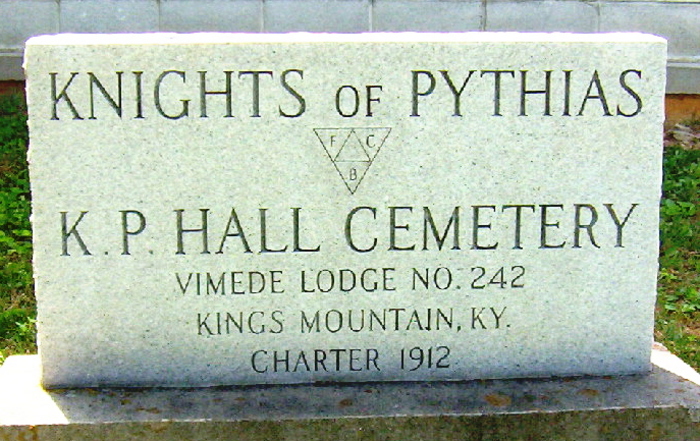 KNIGHTS OF PYTHIAS
F C
B
K.P. HALL CEMETERY
VIMEDE LODGE NO. 242
KINGS MOUNTAIN, KY.
CHARTER 1912